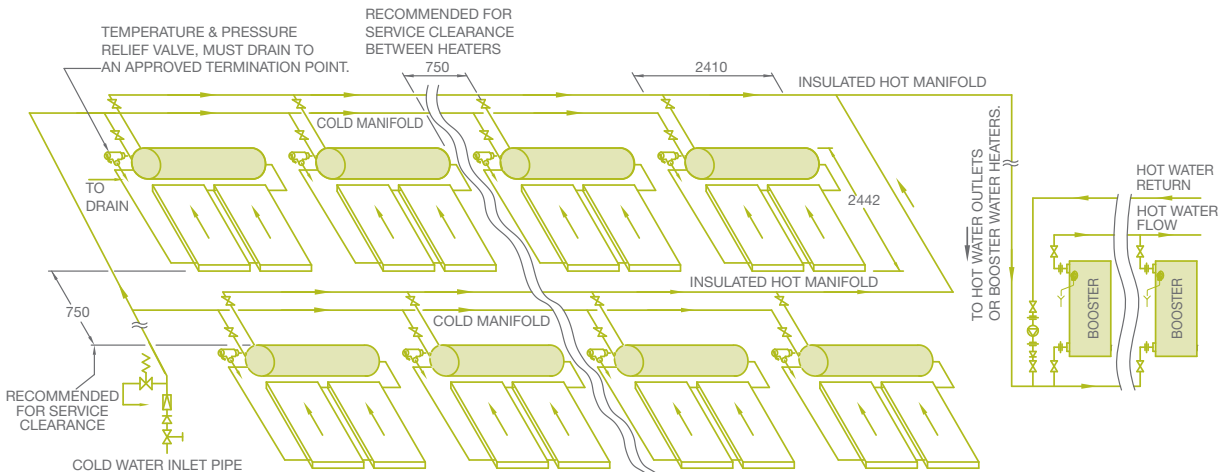 TEMPERATURE & PRESSURE
RELIEF VALVE, MUST DRAIN TO
AN APPROVED TERMINATION POINT.
RECOMMENDED FOR
SERVICE CLEARANCE
BETWEEN HEATERS
750
2410
INSULATED HOT MANIFOLD
COLD MANIFOLD
TO
DRAIN
2442
TO HOT WATER OUTLETS
OR BOOSTER WATER HEATERS.
HOT WATER
RETURN
HOT WATER
FLOW
BOOSTER
BOOSTER
INSULATED HOT MANIFOLD
COLD MANIFOLD
750
RECOMMENDED
FOR SERVICE
CLEARANCE
COLD WATER INLET PIPE